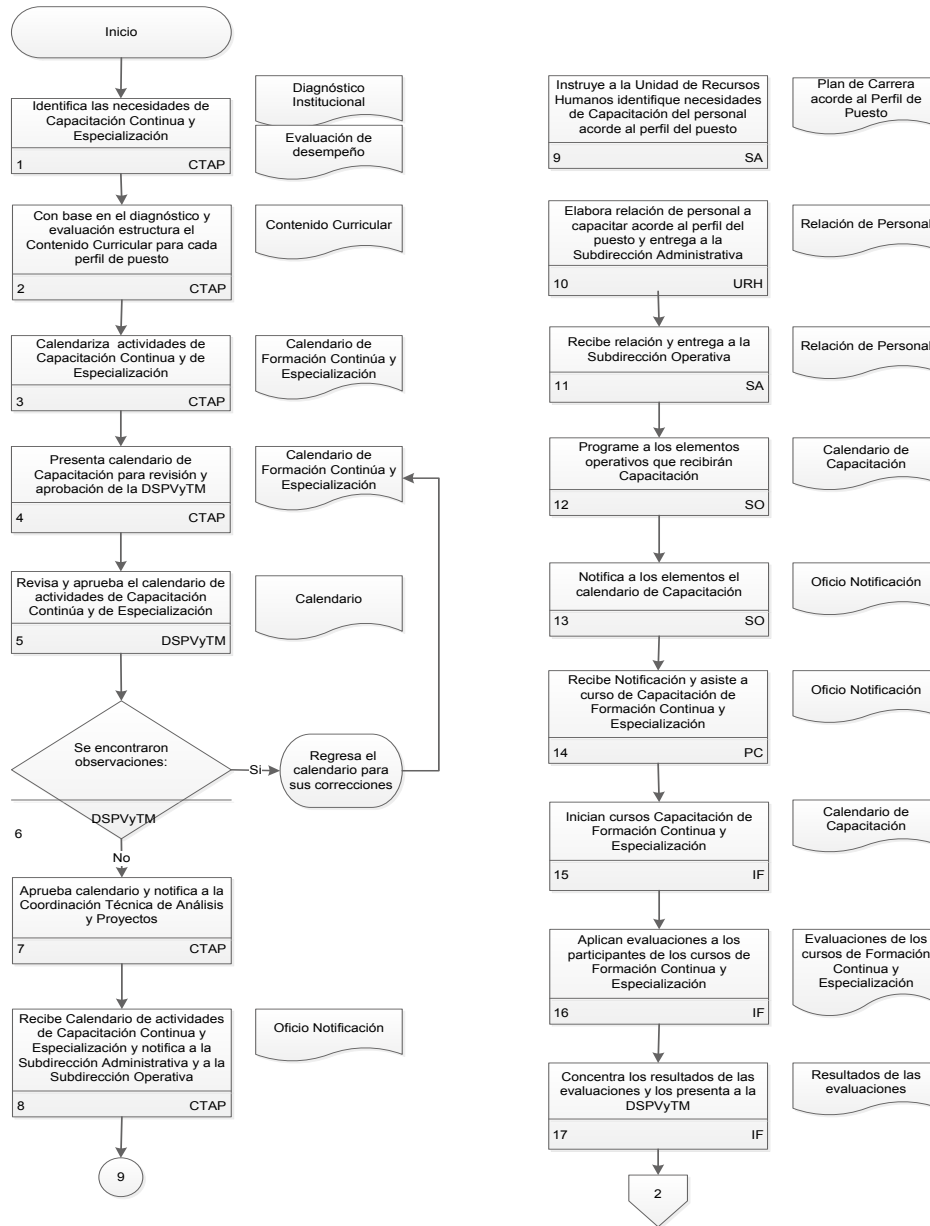 Inicio
Identifica las necesidades de
Capacitación Continua y
Especialización
1 CTAP
Diagnóstico
Institucional
Evaluación de
desempeño
Con base en el diagnóstico y
evaluación estructura el
Contenido Curricular para cada
perfil de puesto
2 CTAP
Contenido Curricular
Calendariza actividades de
Capacitación Continua y de
Especialización
3 CTAP
Calendario de
Formación Continúa y
Especialización
Presenta calendario de
Capacitación para revisión y
aprobación de la DSPVyTM
4 CTAP
Calendario de
Formación Continúa y
Especialización
Revisa y aprueba el calendario de
actividades de Capacitación
Continúa y de Especialización
5 DSPVyTM
Calendario
Se encontraron
observaciones:
DSPVyTM
6
Si
Regresa el
calendario para
sus correcciones
No
Aprueba calendario y notifica a la
Coordinación Técnica de Análisis
y Proyectos
7 CTAP
Recibe Calendario de actividades
de Capacitación Continua y
Especialización y notifica a la
Subdirección Administrativa y a la
Subdirección Operativa
8 CTAP
Oficio Notificación
9
Instruye a la Unidad de Recursos
Humanos identifique necesidades
de Capacitación del personal
acorde al perfil del puesto
9 SA
Plan de Carrera
acorde al Perfil de
Puesto
Elabora relación de personal a
capacitar acorde al perfil del
puesto y entrega a la
Subdirección Administrativa
10 URH
Relación de Personal
Recibe relación y entrega a la
Subdirección Operativa
11 SA
Relación de Personal
Programe a los elementos
operativos que recibirán
Capacitación
12 SO
Calendario de
Capacitación
Notifica a los elementos el
calendario de Capacitación
13 SO
Oficio Notificación
Recibe Notificación y asiste a
curso de Capacitación de
Formación Continua y
Especialización
14 PC
Oficio Notificación
Inician cursos Capacitación de
Formación Continua y
Especialización
15 IF
Calendario de
Capacitación
Aplican evaluaciones a los
participantes de los cursos de
Formación Continua y
Especialización
16 IF
Evaluaciones de los
cursos de Formación
Continua y
Especialización
Concentra los resultados de las
evaluaciones y los presenta a la
DSPVyTM
17 IF
Resultados de las
evaluaciones
2